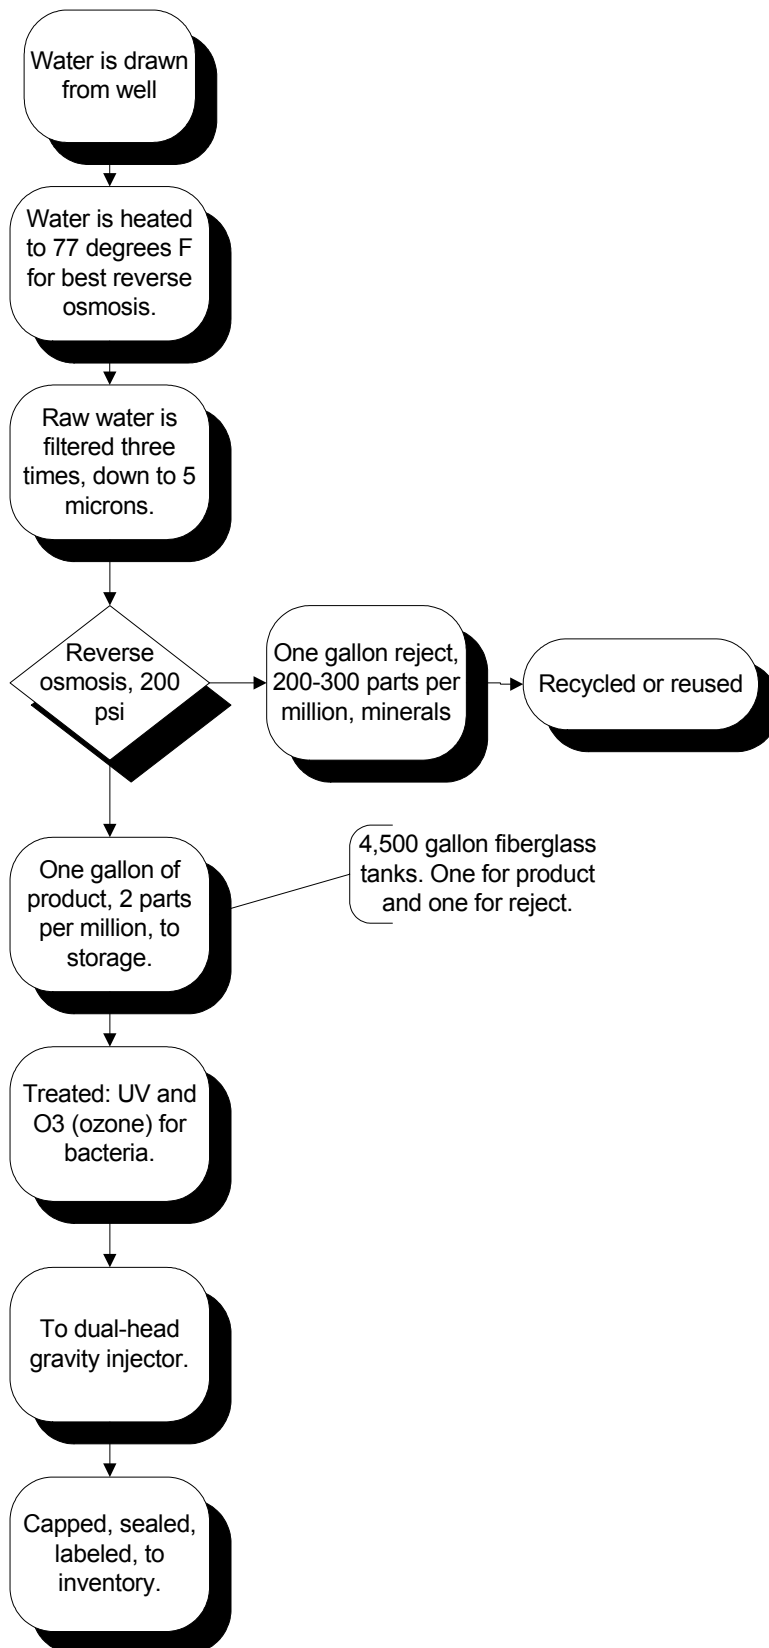 Water is drawn
from well
Water is heated
to 77 degrees F
for best reverse
osmosis.
Raw water is
filtered three
times, down to 5
microns.
Reverse
osmosis, 200
psi
One gallon reject,
200-300 parts per
million, minerals
Recycled or reused
One gallon of
product, 2 parts
per million, to
storage.
4,500 gallon fiberglass
tanks. One for product
and one for reject.
Treated: UV and
O3 (ozone) for
bacteria.
To dual-head
gravity injector.
Capped, sealed,
labeled, to
inventory.